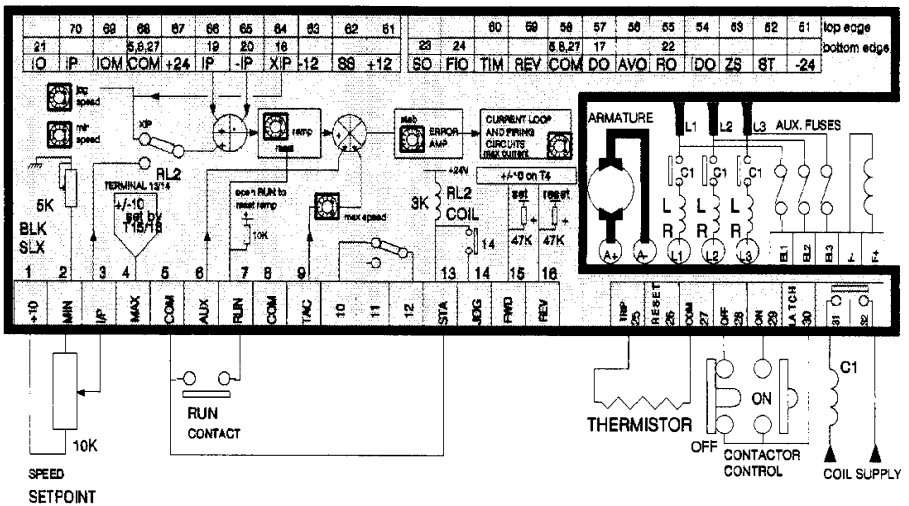 70 69 68 67 66 65 64 63 62 61
60 59 58 57 56 55 54 53 52 51 top edge
21 5,8,27 19 20 18
23 24 5,8,27 17 22 bottom edge
IO IP IOM COM +24 IP -IP XIP -12 SS +12
SO FIO TIM REV COM DO AVO RO DO ZS ST -24
jog speed
min speed
XIP
RL2
ramp
reset
stab
ERROR AMP.
CURRENT LOOP
AND FIRING
CIRCUITS
max current
ARMATURE
L1 L2 L3 AUX. FUSES
C1 C1 C1
TERMINAL 13/14
+/-10
set by
T15/16
open RUN to
reset ramp
10K
max speed
+24V
3K
RL2
COIL
14
+/-10 on T4
set reset
47K 47K
5K
BLK
SLX
L L L
R R R
A+ A- L1 L2 L3 EL1 EL2 EL3 F- F+
1 2 3 4 5 6 7 8 9 10 11 12 13 14 15 16
+10 MIN I/P MAX COM AUX RUN COM TAC STA JOG FWD REV
TRIP RESET COM OFF ON LATCH
25 26 27 28 29 30 31 32
RUN
CONTACT
10K
SPEED
SETPOINT
THERMISTOR
OFF
ON
CONTACTOR
CONTROL
C1
COIL SUPPLY